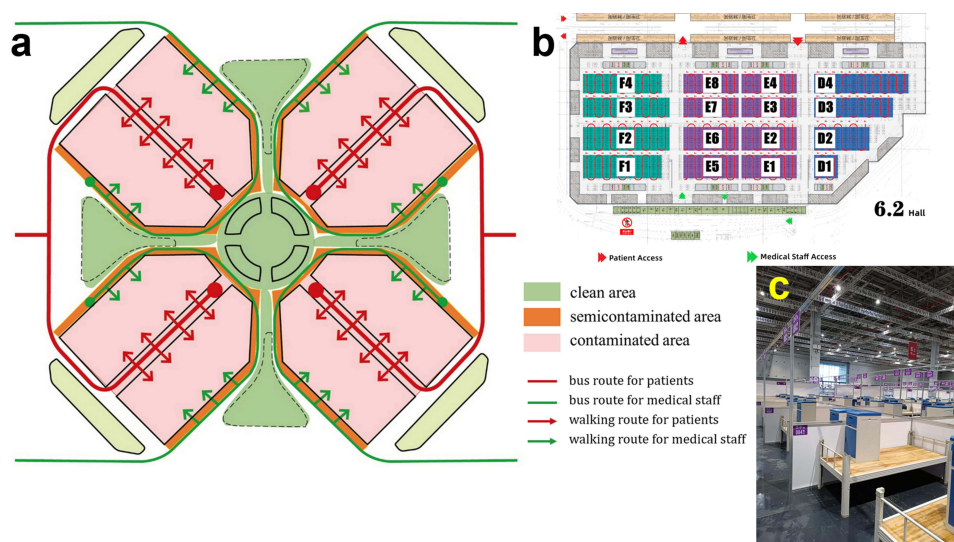 a
b
F4
E8
E4
D4
F3
E7
E3
D3
F2
E6
E2
D2
F1
E5
E1
D1
6.2 Hall
Patient Access
Medical Staff Access
clean area
semicontaminated area
contaminated area
bus route for patients
bus route for medical staff
walking route for patients
walking route for medical staff
C